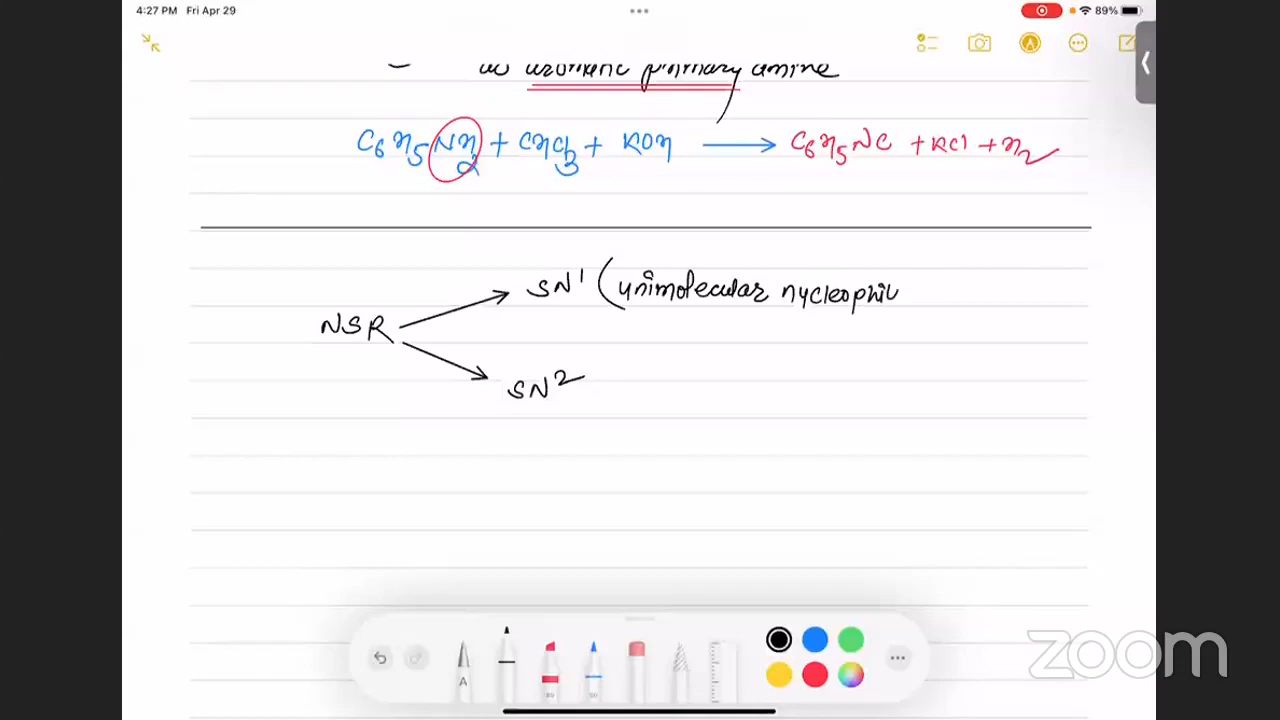 4:27 PM Fri Apr 29
89%
aromatic primary amine
C6H5NH2 + CHCl3 + KOH → C6H5NC + KCl + H2
SN1 (unimolecular nucleophil
NSR
SN2
A
zoom